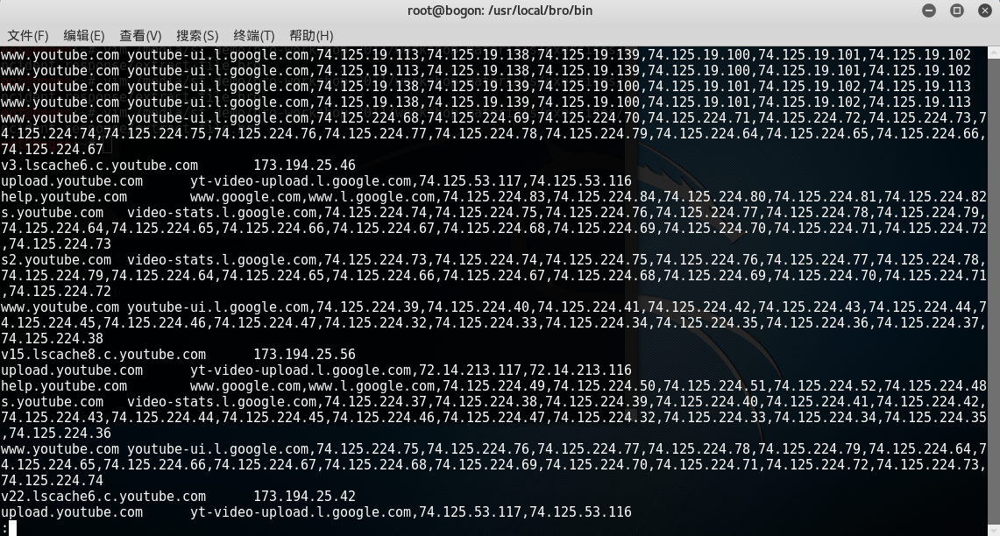 root@bogon: /usr/local/bro/bin
文件(F) 编辑(E) 查看(V) 搜索(S) 终端(T) 帮助(H)
www.youtube.com youtube-ui.l.google.com,74.125.19.113,74.125.19.138,74.125.19.139,74.125.19.100,74.125.19.101,74.125.19.102
www.youtube.com youtube-ui.l.google.com,74.125.19.113,74.125.19.138,74.125.19.139,74.125.19.100,74.125.19.101,74.125.19.102
www.youtube.com youtube-ui.l.google.com,74.125.19.138,74.125.19.139,74.125.19.100,74.125.19.101,74.125.19.102,74.125.19.113
www.youtube.com youtube-ui.l.google.com,74.125.19.138,74.125.19.139,74.125.19.100,74.125.19.101,74.125.19.102,74.125.19.113
www.youtube.com youtube-ui.l.google.com,74.125.224.68,74.125.224.69,74.125.224.70,74.125.224.71,74.125.224.72,74.125.224.73,7
4.125.224.74,74.125.224.75,74.125.224.76,74.125.224.77,74.125.224.78,74.125.224.79,74.125.224.64,74.125.224.65,74.125.224.66,
74.125.224.67
v3.lscache6.c.youtube.com 173.194.25.46
upload.youtube.com yt-video-upload.l.google.com,74.125.53.117,74.125.53.116
help.youtube.com www.google.com,www.l.google.com,74.125.224.83,74.125.224.84,74.125.224.80,74.125.224.81,74.125.224.82
s.youtube.com video-stats.l.google.com,74.125.224.74,74.125.224.75,74.125.224.76,74.125.224.77,74.125.224.78,74.125.224.79,
74.125.224.64,74.125.224.65,74.125.224.66,74.125.224.67,74.125.224.68,74.125.224.69,74.125.224.70,74.125.224.71,74.125.224.72
,74.125.224.73
s2.youtube.com video-stats.l.google.com,74.125.224.73,74.125.224.74,74.125.224.75,74.125.224.76,74.125.224.77,74.125.224.78,
74.125.224.79,74.125.224.64,74.125.224.65,74.125.224.66,74.125.224.67,74.125.224.68,74.125.224.69,74.125.224.70,74.125.224.71
,74.125.224.72
www.youtube.com youtube-ui.l.google.com,74.125.224.39,74.125.224.40,74.125.224.41,74.125.224.42,74.125.224.43,74.125.224.44,7
4.125.224.45,74.125.224.46,74.125.224.47,74.125.224.32,74.125.224.33,74.125.224.34,74.125.224.35,74.125.224.36,74.125.224.37,
74.125.224.38
v15.lscache8.c.youtube.com 173.194.25.56
upload.youtube.com yt-video-upload.l.google.com,72.14.213.117,72.14.213.116
help.youtube.com www.google.com,www.l.google.com,74.125.224.49,74.125.224.50,74.125.224.51,74.125.224.52,74.125.224.48
s.youtube.com video-stats.l.google.com,74.125.224.37,74.125.224.38,74.125.224.39,74.125.224.40,74.125.224.41,74.125.224.42,
74.125.224.43,74.125.224.44,74.125.224.45,74.125.224.46,74.125.224.47,74.125.224.32,74.125.224.33,74.125.224.34,74.125.224.35
,74.125.224.36
www.youtube.com youtube-ui.l.google.com,74.125.224.75,74.125.224.76,74.125.224.77,74.125.224.78,74.125.224.79,74.125.224.64,7
4.125.224.65,74.125.224.66,74.125.224.67,74.125.224.68,74.125.224.69,74.125.224.70,74.125.224.71,74.125.224.72,74.125.224.73,
74.125.224.74
v22.lscache6.c.youtube.com 173.194.25.42
upload.youtube.com yt-video-upload.l.google.com,74.125.53.117,74.125.53.116
: